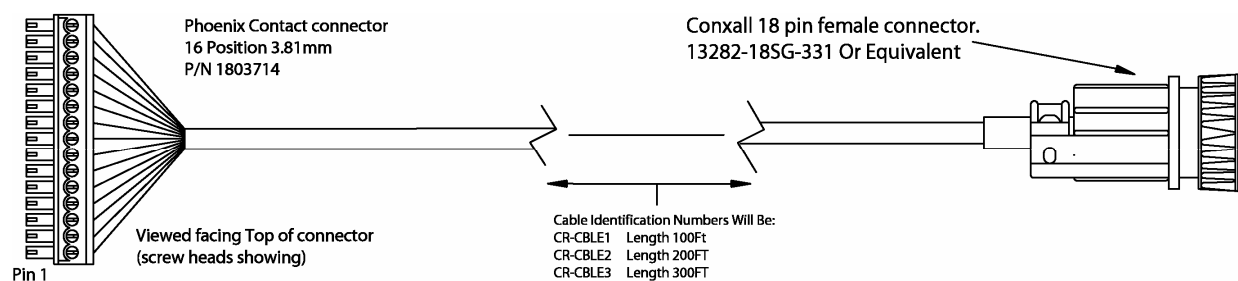 Phoenix Contact connector
16 Position 3.81mm
P/N 1803714
Conxall 18 pin female connector.
13282-18SG-331 Or Equivalent
Viewed facing Top of connector
(screw heads showing)
Pin 1
Cable Identification Numbers Will Be:
CR-CBLE1 Length 100Ft
CR-CBLE2 Length 200FT
CR-CBLE3 Length 300FT